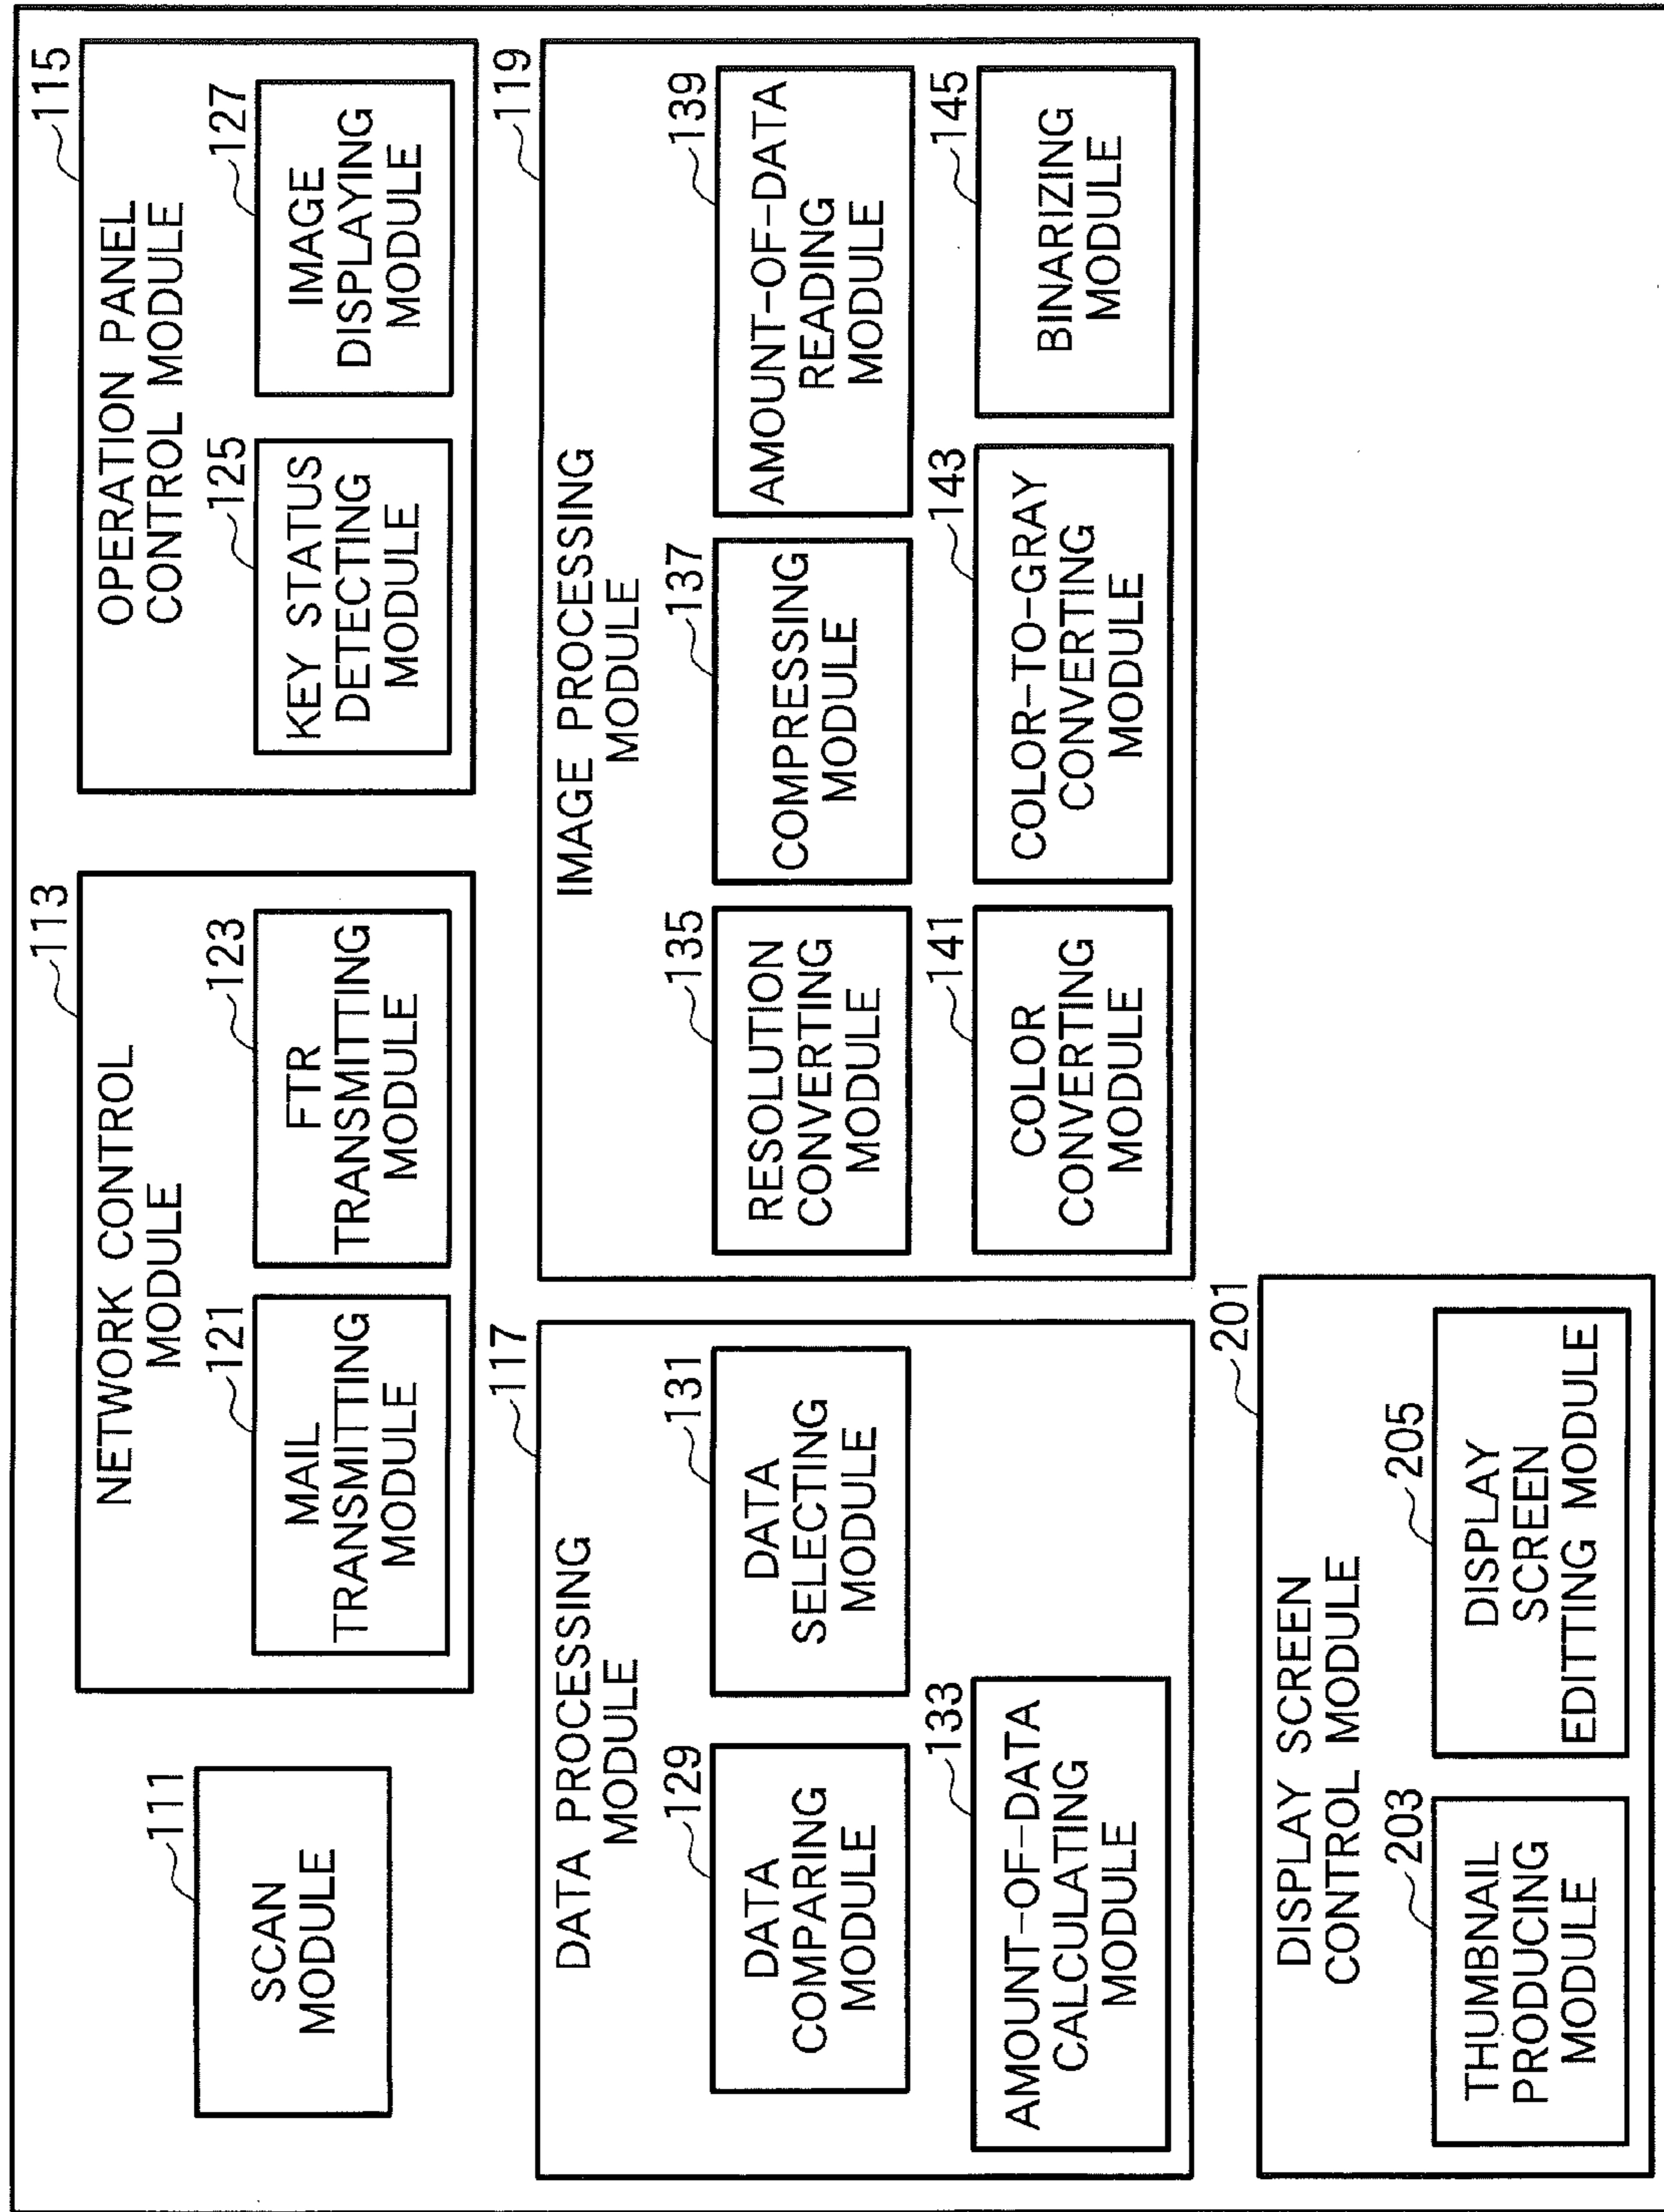 111
SCAN
MODULE
113
NETWORK CONTROL
MODULE
121
MAIL
TRANSMITTING
MODULE
123
FTR
TRANSMITTING
MODULE
115
OPERATION PANEL
CONTROL MODULE
125
KEY STATUS
DETECTING
MODULE
127
IMAGE
DISPLAYING
MODULE
117
DATA PROCESSING
MODULE
129
DATA
COMPARING
MODULE
131
DATA
SELECTING
MODULE
133
AMOUNT-OF-DATA
CALCULATING
MODULE
119
IMAGE PROCESSING
MODULE
135
RESOLUTION
CONVERTING
MODULE
137
COMPRESSING
MODULE
139
AMOUNT-OF-DATA
READING
MODULE
141
COLOR
CONVERTING
MODULE
143
COLOR-TO-GRAY
CONVERTING
MODULE
145
BINARIZING
MODULE
201
DISPLAY SCREEN
CONTROL MODULE
203
THUMBNAIL
PRODUCING
MODULE
205
DISPLAY
SCREEN
EDITTING MODULE